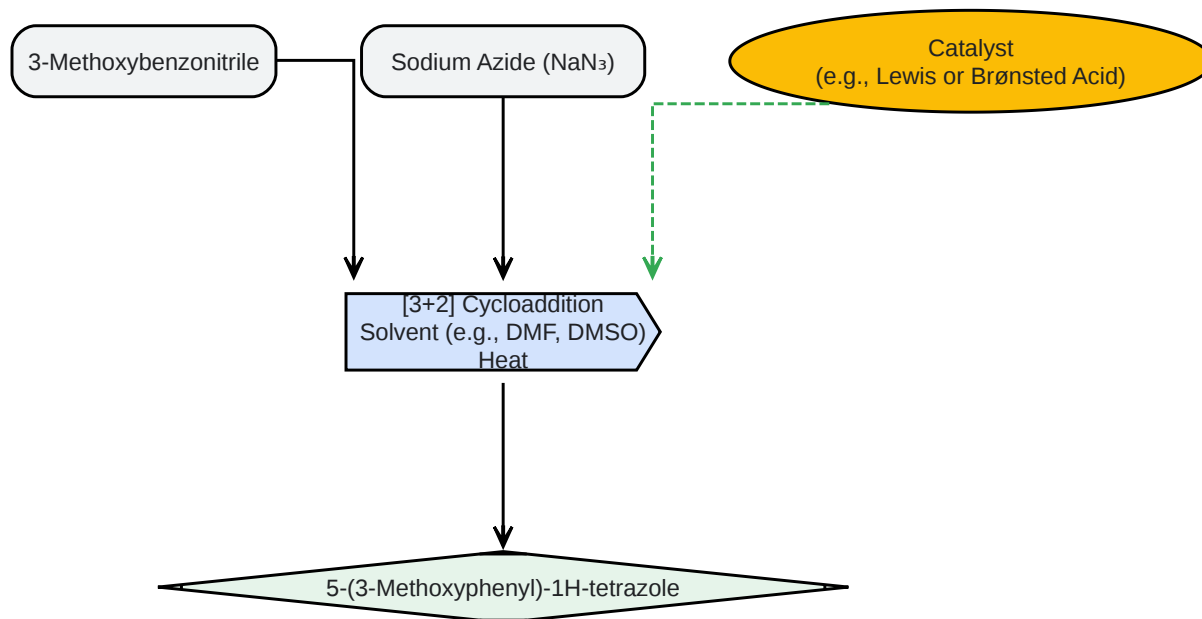 3-Methoxybenzonitrile
Sodium Azide (NaN₃)
Catalyst
(e.g., Lewis or Brønsted Acid)
[3+2] Cycloaddition
Solvent (e.g., DMF, DMSO)
Heat
5-(3-Methoxyphenyl)-1H-tetrazole